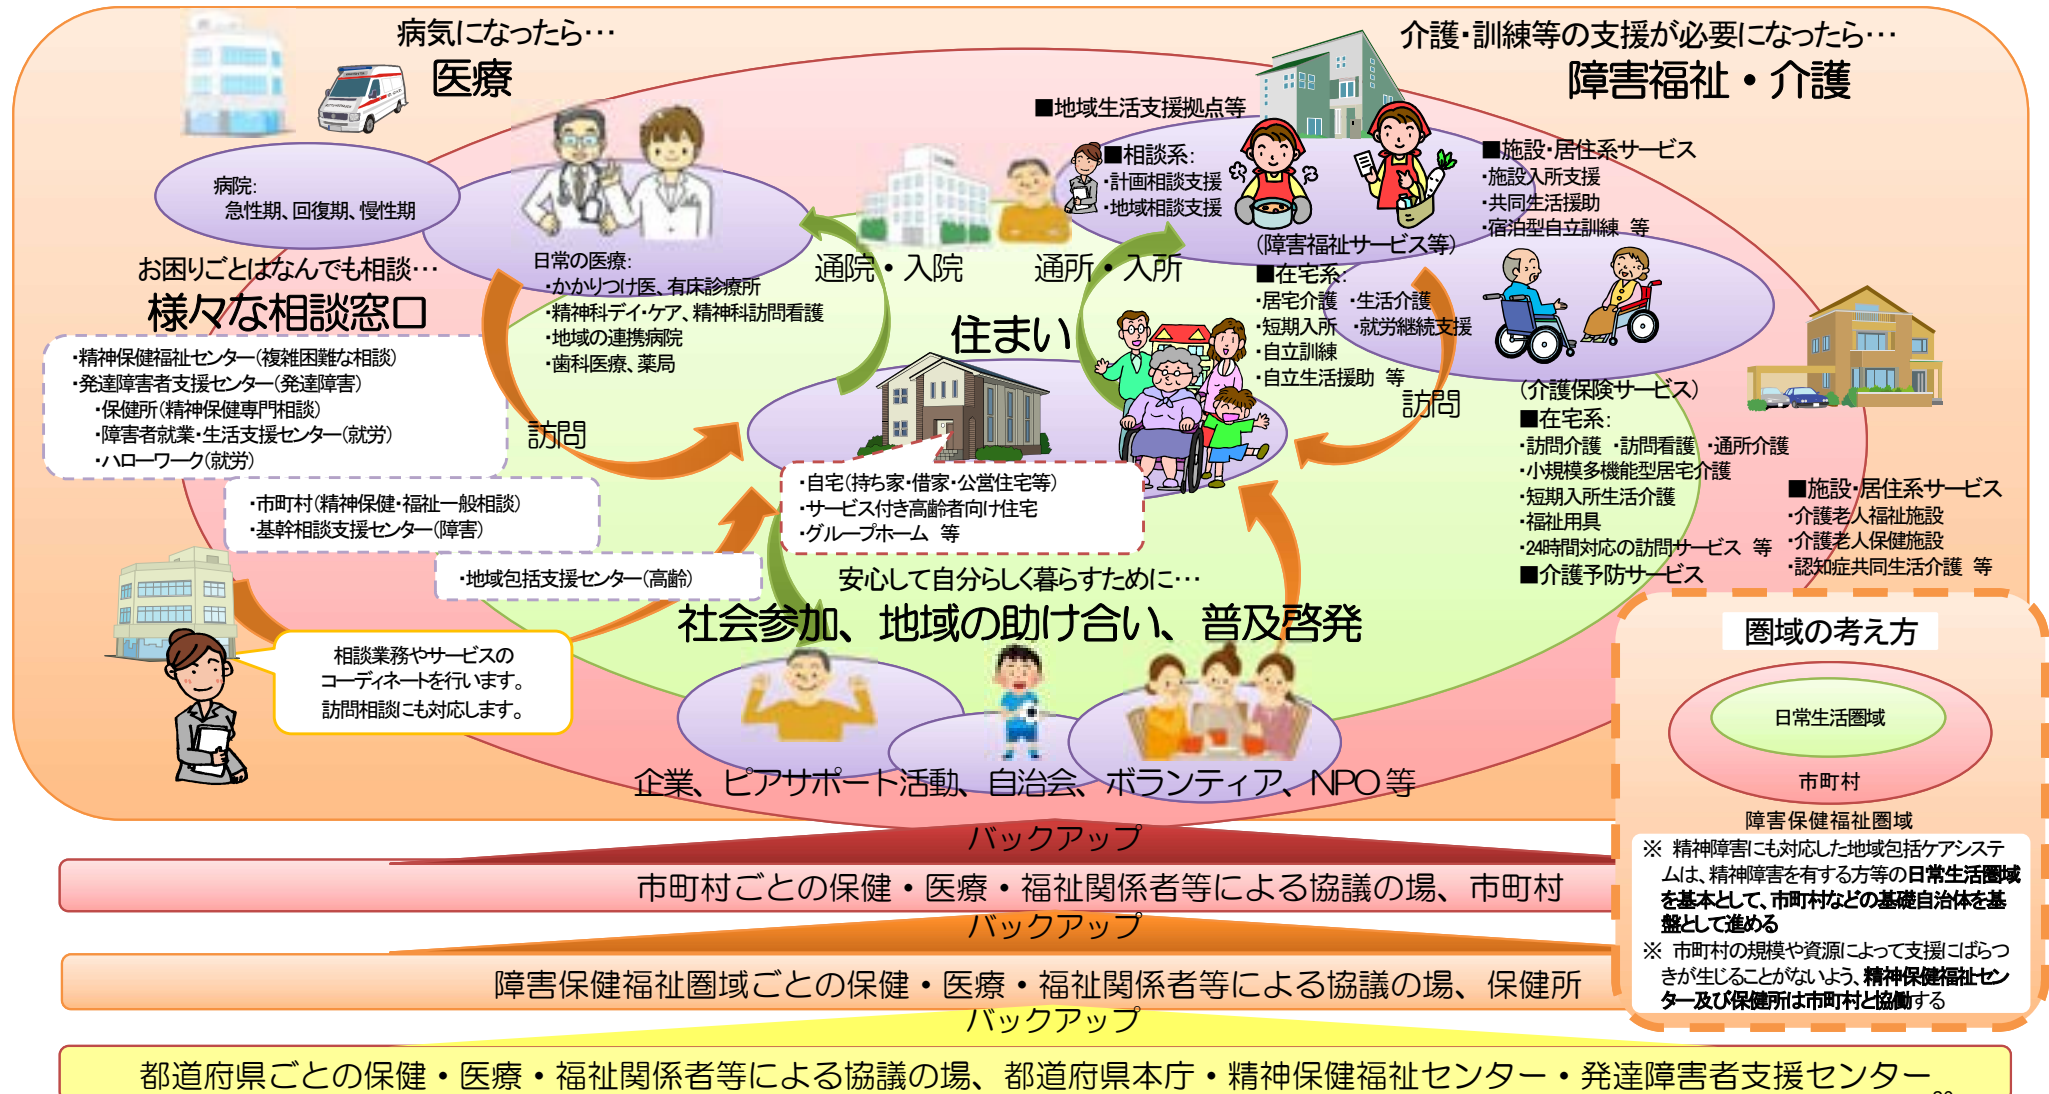 病気になったら…
医療
介護・訓練等の支援が必要になったら…
障害福祉・介護
病院:
急性期、回復期、慢性期
日常の医療:
・かかりつけ医、有床診療所
・精神科デイ・ケア、精神科訪問看護
・地域の連携病院
・歯科医療、薬局
通院・入院
通所・入所
■地域生活支援拠点等
■相談系:
・計画相談支援
・地域相談支援
■施設・居住系サービス
・施設入所支援
・共同生活援助
・宿泊型自立訓練 等
(障害福祉サービス等)
■在宅系:
・居宅介護 ・生活介護
・短期入所 ・就労継続支援
・自立訓練
・自立生活援助 等
訪問
(介護保険サービス)
■在宅系:
・訪問介護 ・訪問看護 ・通所介護
・小規模多機能型居宅介護
・短期入所生活介護
・福祉用具
・24時間対応の訪問サービス 等
■介護予防サービス
■施設・居住系サービス
・介護老人福祉施設
・介護老人保健施設
・認知症共同生活介護 等
お困りごとはなんでも相談…
様々な相談窓口
・精神保健福祉センター(複雑困難な相談)
・発達障害者支援センター(発達障害)
・保健所(精神保健専門相談)
・障害者就業・生活支援センター(就労)
・ハローワーク(就労)
・市町村(精神保健・福祉一般相談)
・基幹相談支援センター(障害)
・地域包括支援センター(高齢)
訪問
住まい
・自宅(持ち家・借家・公営住宅等)
・サービス付き高齢者向け住宅
・グループホーム 等
相談業務やサービスの
コーディネートを行います。
訪問相談にも対応します。
安心して自分らしく暮らすために…
社会参加、地域の助け合い、普及啓発
企業、ピアサポート活動、自治会、ボランティア、NPO等
圏域の考え方
日常生活圏域
市町村
障害保健福祉圏域
※ 精神障害にも対応した地域包括ケアシステ
ムは、精神障害を有する方等の日常生活圏域
を基本として、市町村などの基礎自治体を基
盤として進める
※ 市町村の規模や資源によって支援にばらつ
きが生じることがないよう、精神保健福祉セン
ター及び保健所は市町村と協働する
バックアップ
市町村ごとの保健・医療・福祉関係者等による協議の場、市町村
バックアップ
障害保健福祉圏域ごとの保健・医療・福祉関係者等による協議の場、保健所
バックアップ
都道府県ごとの保健・医療・福祉関係者等による協議の場、都道府県本庁・精神保健福祉センター・発達障害者支援センター